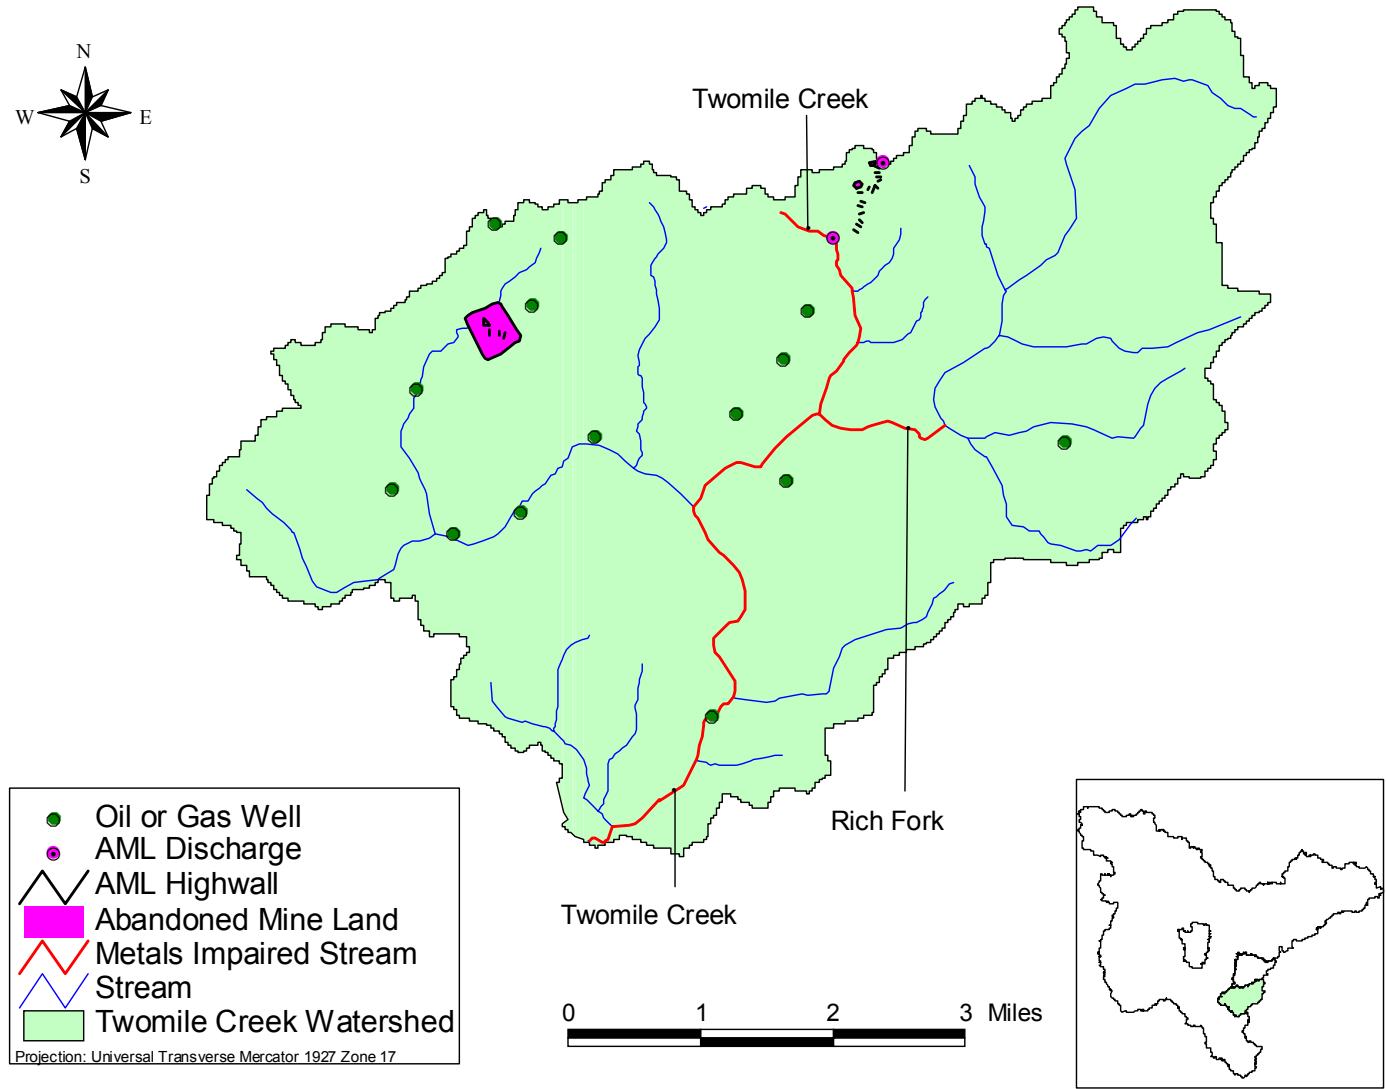 N
W E
S
Twomile Creek
Rich Fork
Twomile Creek
Oil or Gas Well
AML Discharge
AML Highwall
Abandoned Mine Land
Metals Impaired Stream
Stream
Twomile Creek Watershed
Projection: Universal Transverse Mercator 1927 Zone 17
0 1 2 3 Miles